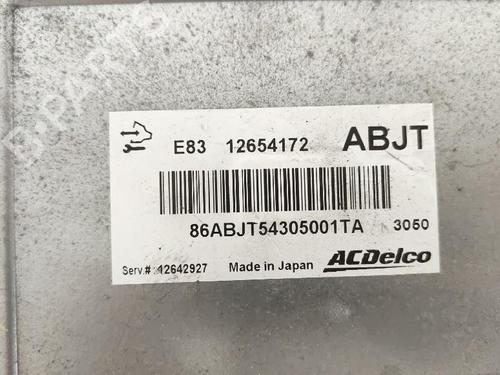 B-PARTS
E83 12654172 ABJT
86ABJT54305001TA 3050
Serv.#: 12642927 Made in Japan ACDelco